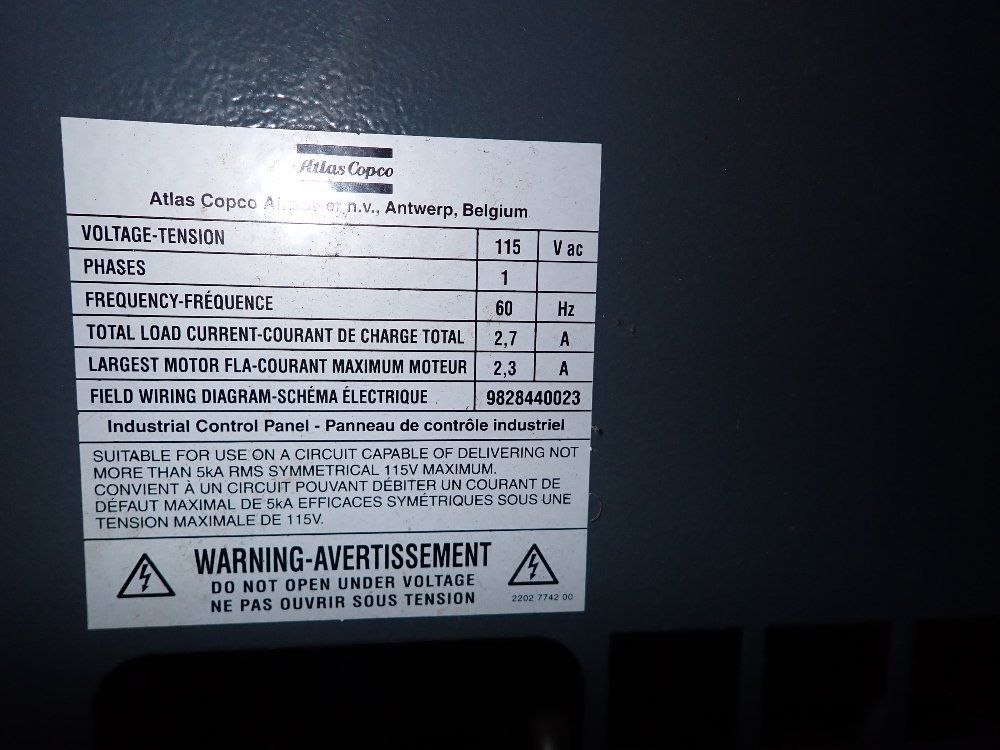 Atlas Copco
Atlas Copco Airpower n.v., Antwerp, Belgium
VOLTAGE-TENSION 115 V ac
PHASES 1
FREQUENCY-FRÉQUENCE 60 Hz
TOTAL LOAD CURRENT-COURANT DE CHARGE TOTAL 2,7 A
LARGEST MOTOR FLA-COURANT MAXIMUM MOTEUR 2,3 A
FIELD WIRING DIAGRAM-SCHÉMA ÉLECTRIQUE 9828440023
Industrial Control Panel - Panneau de contrôle industriel
SUITABLE FOR USE ON A CIRCUIT CAPABLE OF DELIVERING NOT
MORE THAN 5kA RMS SYMMETRICAL 115V MAXIMUM.
CONVIENT À UN CIRCUIT POUVANT DÉBITER UN COURANT DE
DÉFAUT MAXIMAL DE 5kA EFFICACES SYMÉTRIQUES SOUS UNE
TENSION MAXIMALE DE 115V.
WARNING-AVERTISSEMENT
DO NOT OPEN UNDER VOLTAGE
NE PAS OUVRIR SOUS TENSION
2202 7742 00